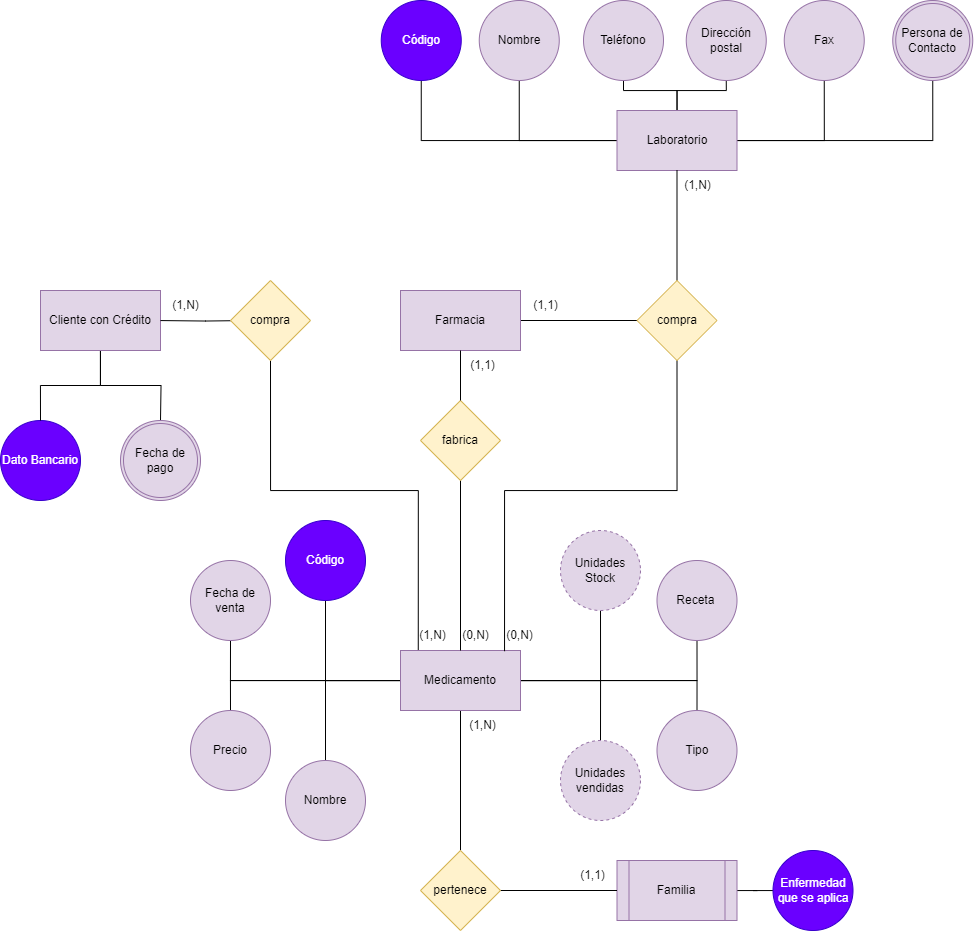 Código
Nombre
Teléfono
Dirección
postal
Fax
Persona de
Contacto
Laboratorio
(1,N)
Cliente con Crédito
(1,N)
compra
Farmacia
(1,1)
compra
(1,1)
Dato Bancario
Fecha de
pago
fabrica
Código
Fecha de
venta
Unidades
Stock
Receta
(1,N)
(0,N)
(0,N)
Medicamento
(1,N)
Precio
Nombre
Unidades
vendidas
Tipo
pertenece
(1,1)
Familia
Enfermedad
que se aplica